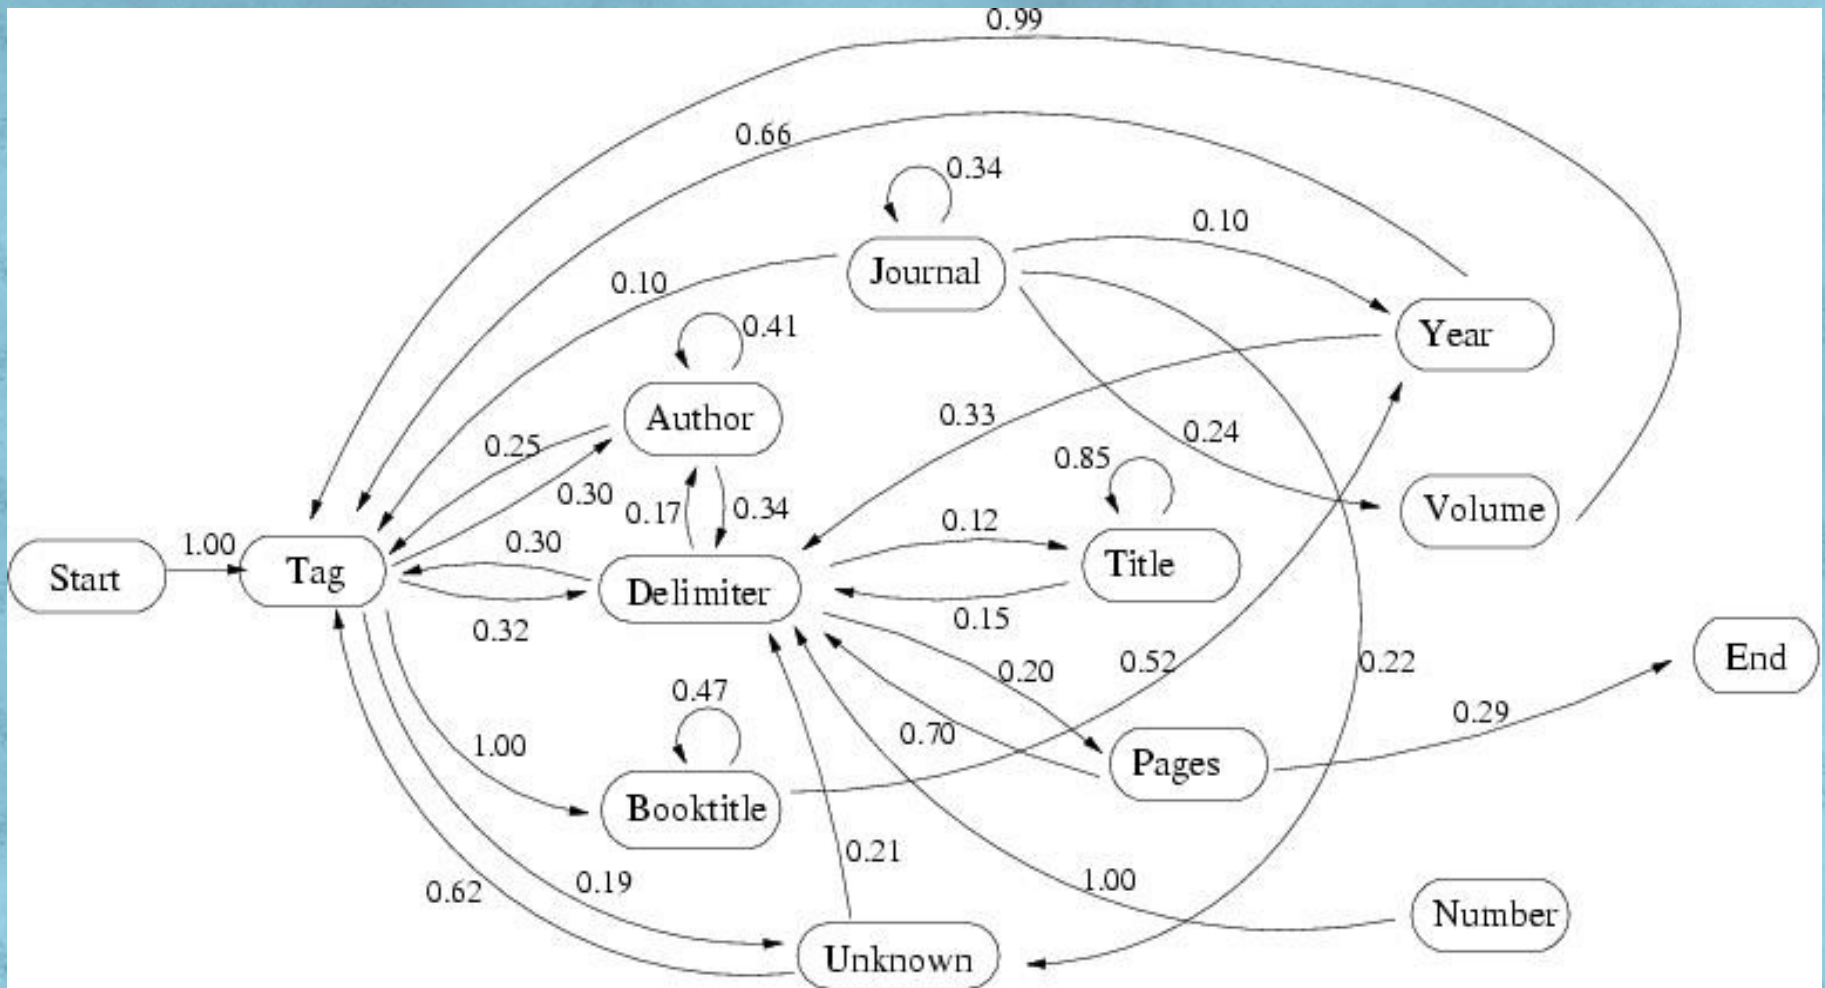 0.99
0.66
0.34
Journal
0.10
0.10
Year
0.41
Author
0.25
0.30
0.33
0.24
0.85
0.17
0.34
0.12
Volume
Start
1.00
Tag
0.30
Title
Delimiter
0.32
0.15
0.20
0.52
0.22
End
0.47
0.29
0.70
1.00
Pages
Booktitle
0.21
0.62
0.19
1.00
Number
Unknown